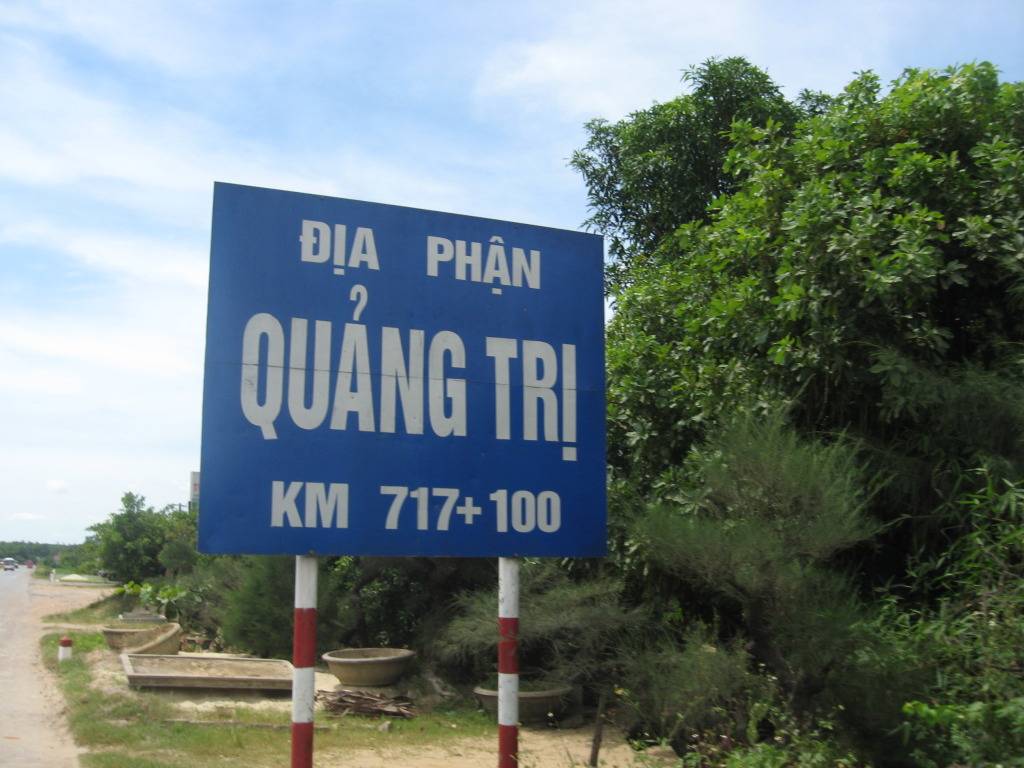 ĐỊA PHẬN
QUẢNG TRỊ
KM 717+100